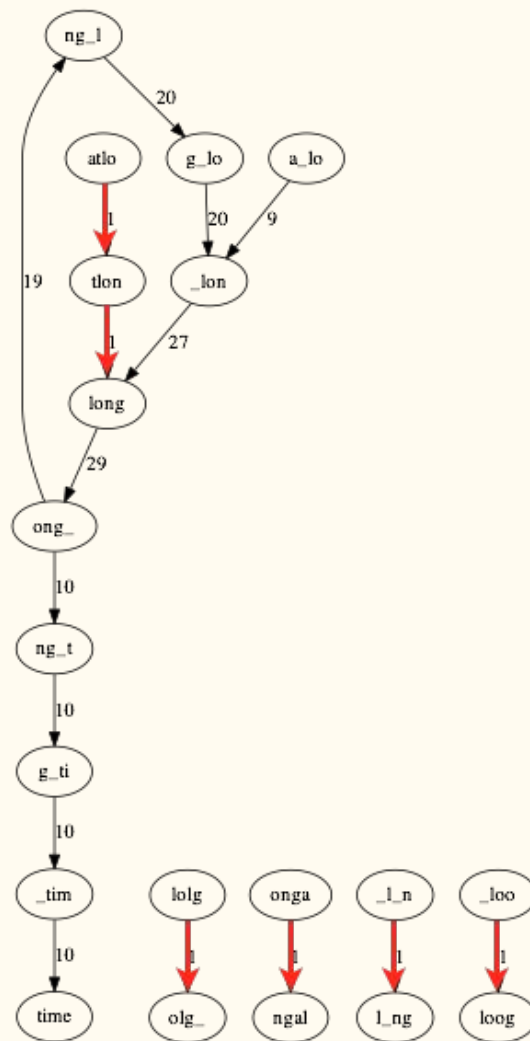 ng_l
20
atlo
g_lo
a_lo
1
20
9
19
tlon
_lon
1
27
long
29
ong_
10
ng_t
10
g_ti
10
_tim
lolg
onga
_l_n
_loo
10
1
1
1
1
time
olg_
ngal
l_ng
loog